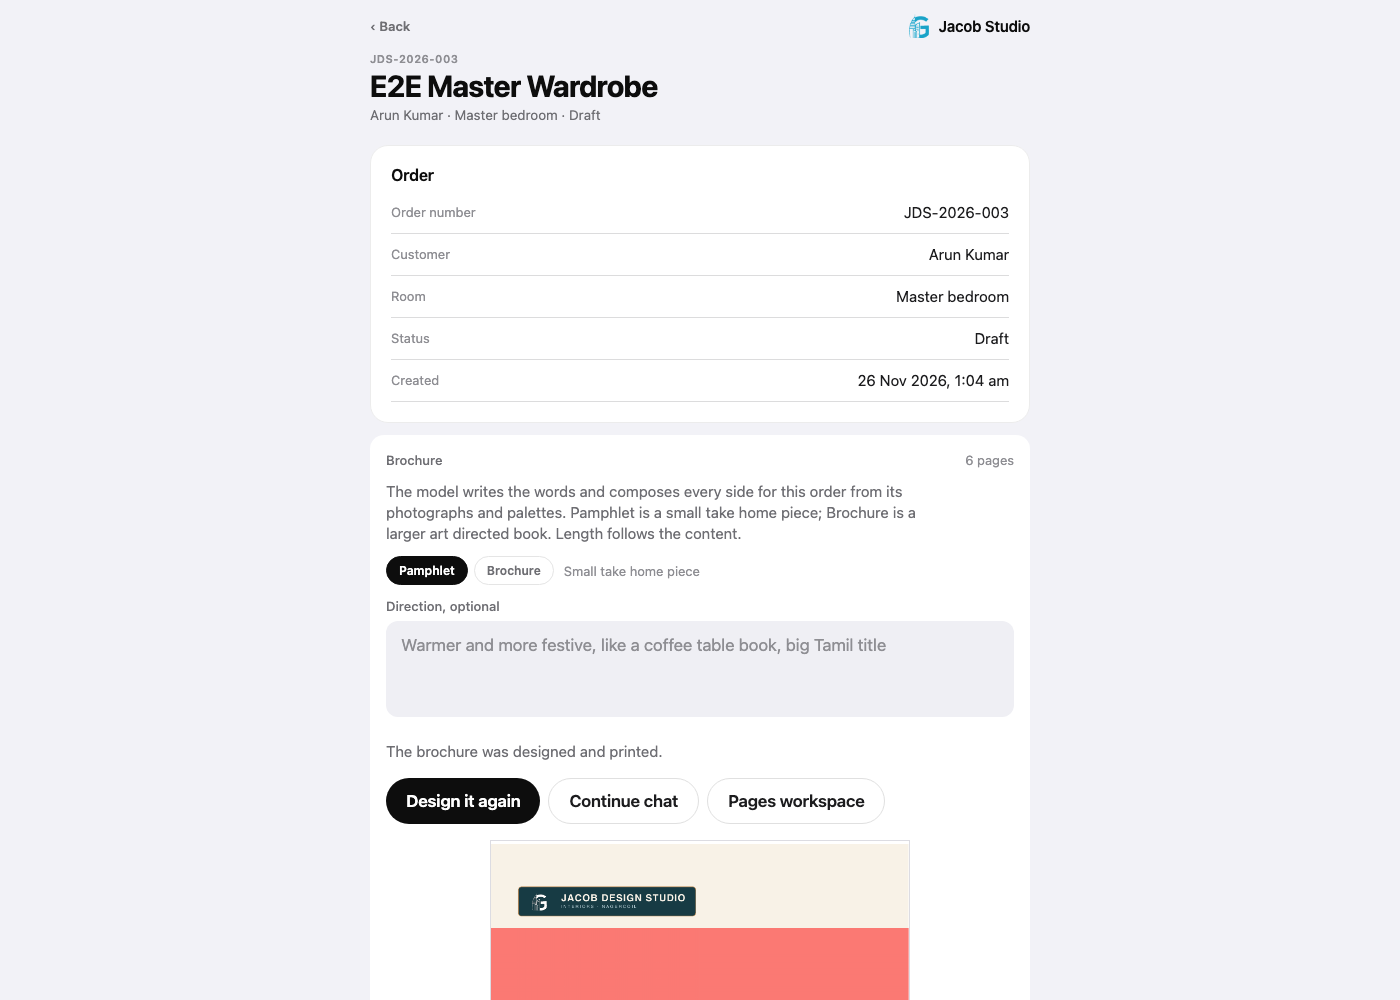 ‹ Back
Jacob Studio
JDS-2026-003
E2E Master Wardrobe
Arun Kumar · Master bedroom · Draft
Order
Order number
JDS-2026-003
Customer
Arun Kumar
Room
Master bedroom
Status
Draft
Created
26 Nov 2026, 1:04 am
Brochure
6 pages
The model writes the words and composes every side for this order from its
photographs and palettes. Pamphlet is a small take home piece; Brochure is a
larger art directed book. Length follows the content.
Pamphlet
Brochure
Small take home piece
Direction, optional
Warmer and more festive, like a coffee table book, big Tamil title
The brochure was designed and printed.
Design it again
Continue chat
Pages workspace
JACOB DESIGN STUDIO
INTERIORS · NAGERCOIL